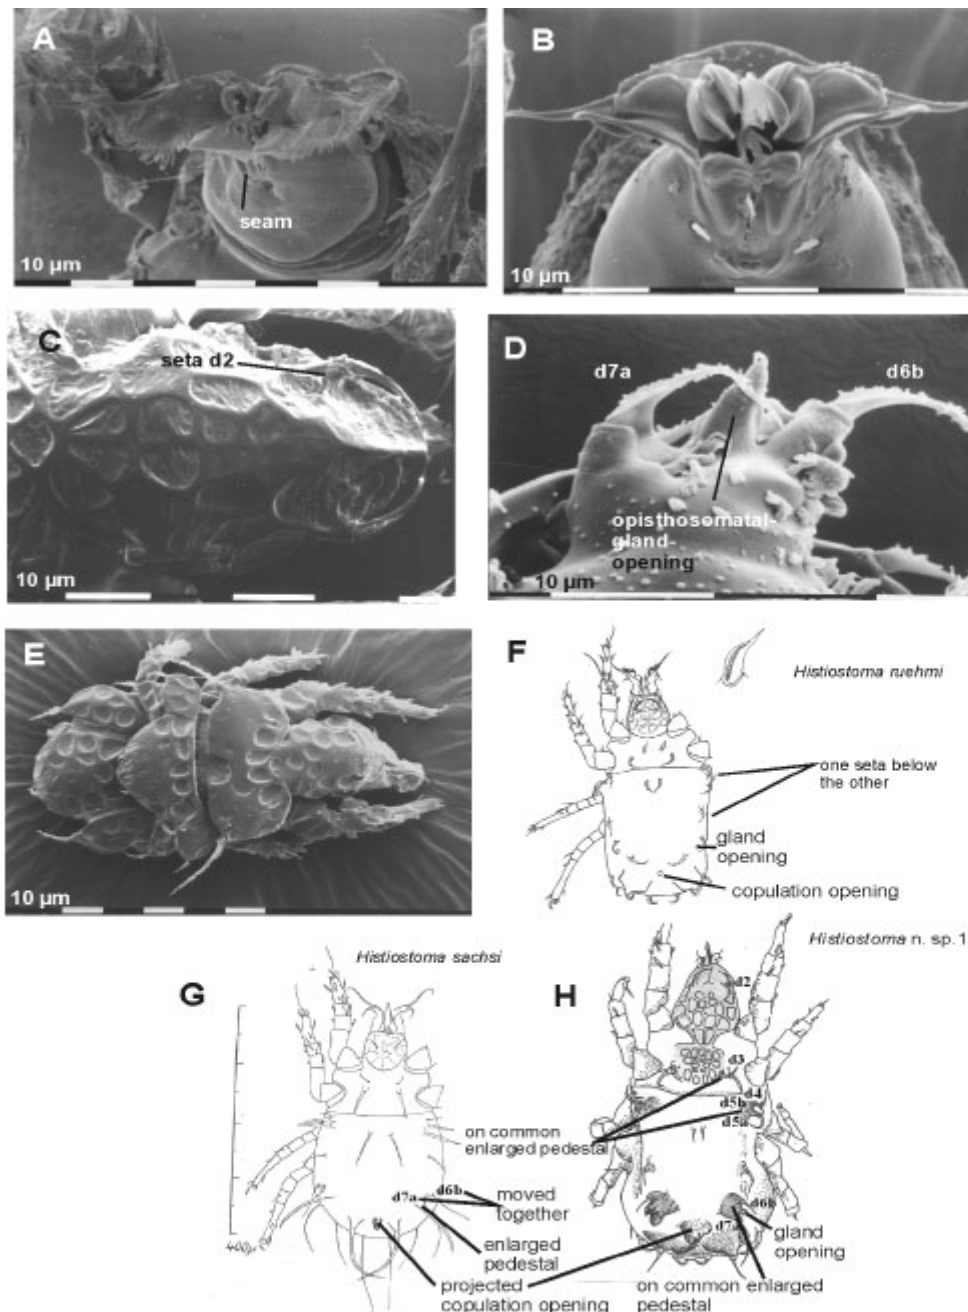 A
seam
10 µm
B
10 µm
C
seta d2
10 µm
D
d7a
d6b
opisthosomatal-
gland-
opening
10 µm
E
10 µm
F
Histiostoma ruehmi
one seta below
the other
gland
opening
copulation opening
Histiostoma n. sp. 1
Histiostoma sachsi
G
H
d2
d3
d4
d5b
d5a
on common
enlarged pedestal
d6b
d7a
moved
together
enlarged
pedestal
projected
copulation opening
400µ
d6b
d7a
gland
opening
on common enlarged
pedestal